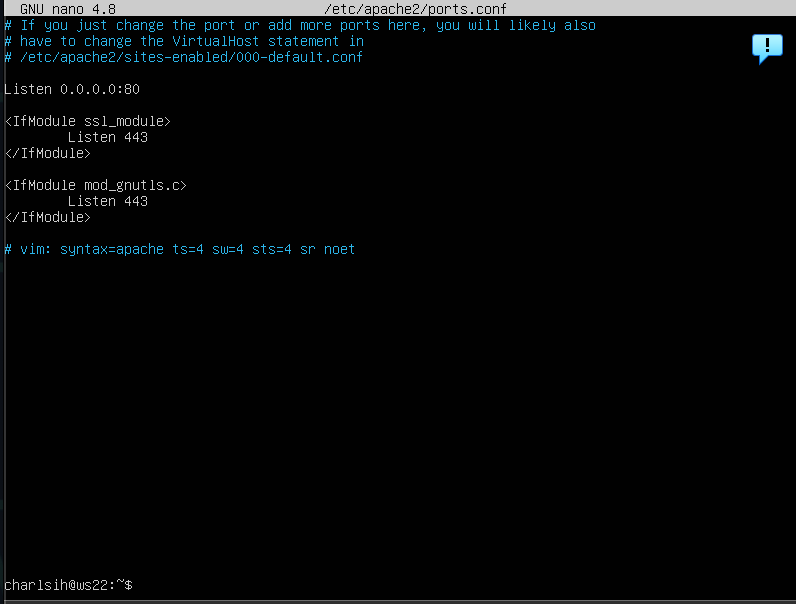 GNU nano 4.8 /etc/apache2/ports.conf
# If you just change the port or add more ports here, you will likely also
# have to change the VirtualHost statement in
# /etc/apache2/sites-enabled/000-default.conf
Listen 0.0.0.0:80
<IfModule ssl_module>
Listen 443
</IfModule>
<IfModule mod_gnutls.c>
Listen 443
</IfModule>
# vim: syntax=apache ts=4 sw=4 sts=4 sr noet
charlsih@ws22:~$